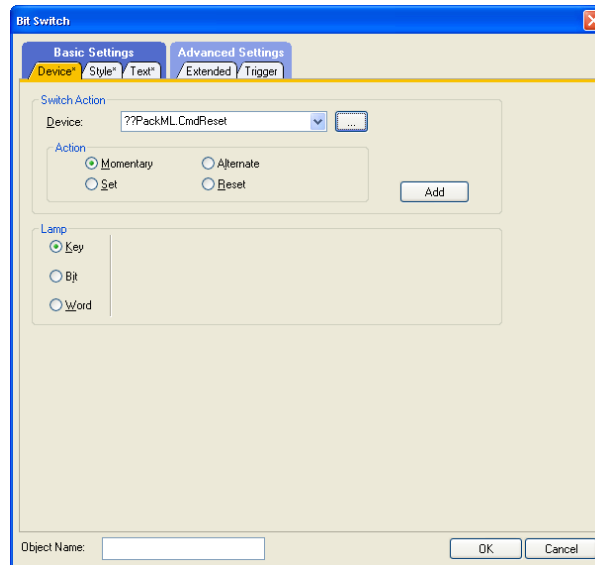 Bit Switch
Basic Settings Advanced Settings
Device* Style* Text* Extended Trigger
Switch Action
Device: ??PackML.CmdReset ...
Action
Momentary Alternate
Set Reset
Add
Lamp
Key
Bit
Word
Object Name: OK Cancel